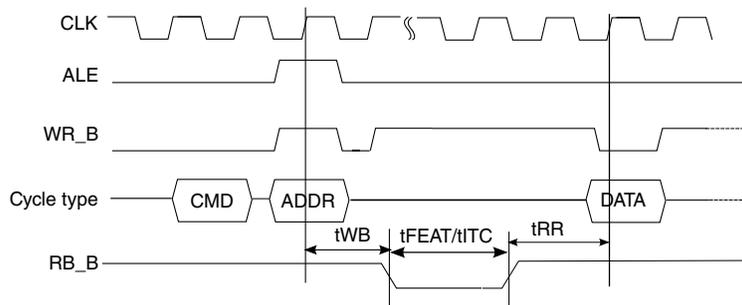 CLK
ALE
WR_B
Cycle type
CMD
ADDR
DATA
tWB
tFEAT/tITC
tRR
RB_B